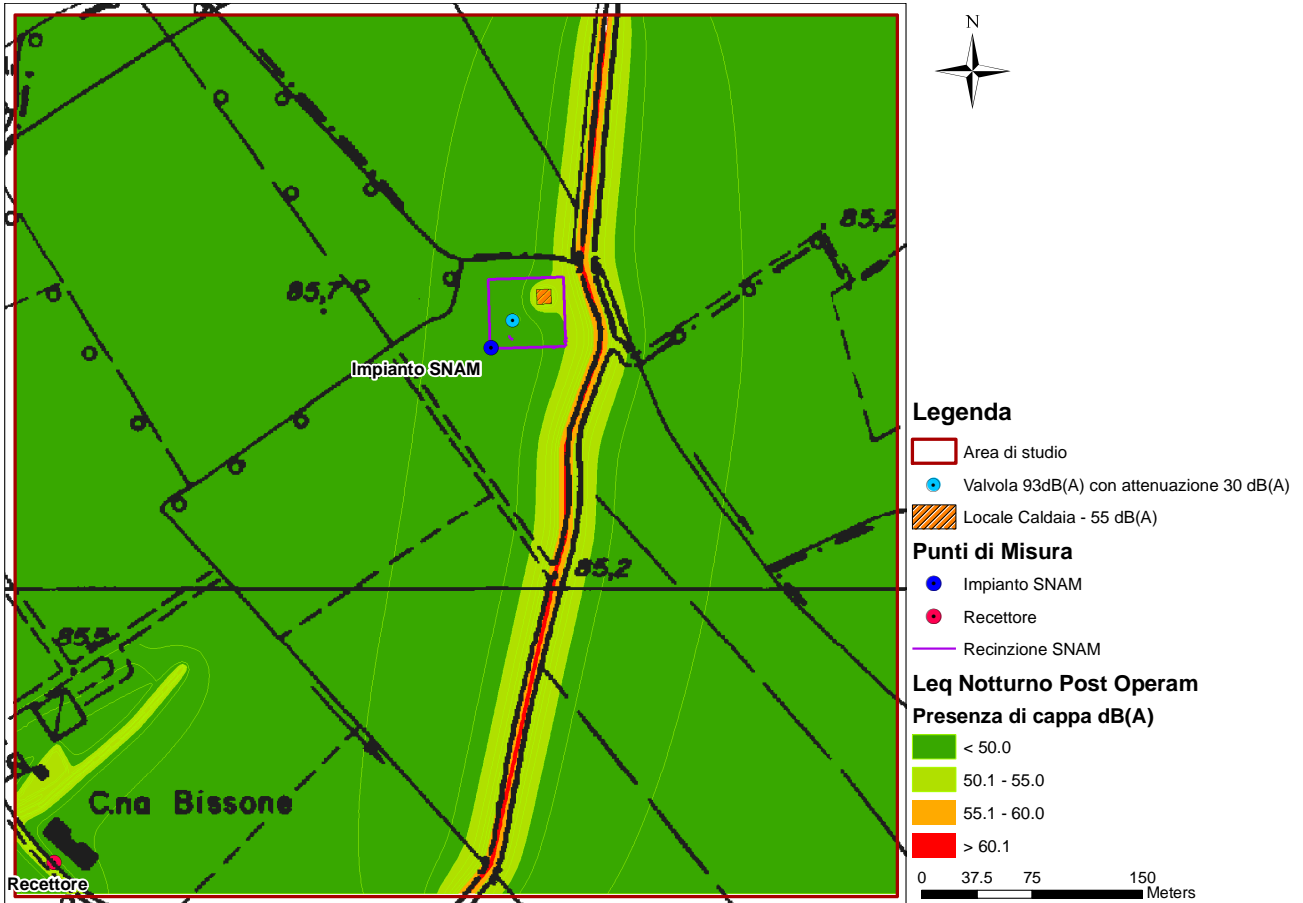 N
85,2
85,7
Impianto SNAM
85,2
85,5
C.na Bissone
Recettore
Legenda
Area di studio
Valvola 93dB(A) con attenuazione 30 dB(A)
Locale Caldaia - 55 dB(A)
Punti di Misura
Impianto SNAM
Recettore
Recinzione SNAM
Leq Notturno Post Operam
Presenza di cappa dB(A)
< 50.0
50.1 - 55.0
55.1 - 60.0
> 60.1
0 37.5 75 150
Meters